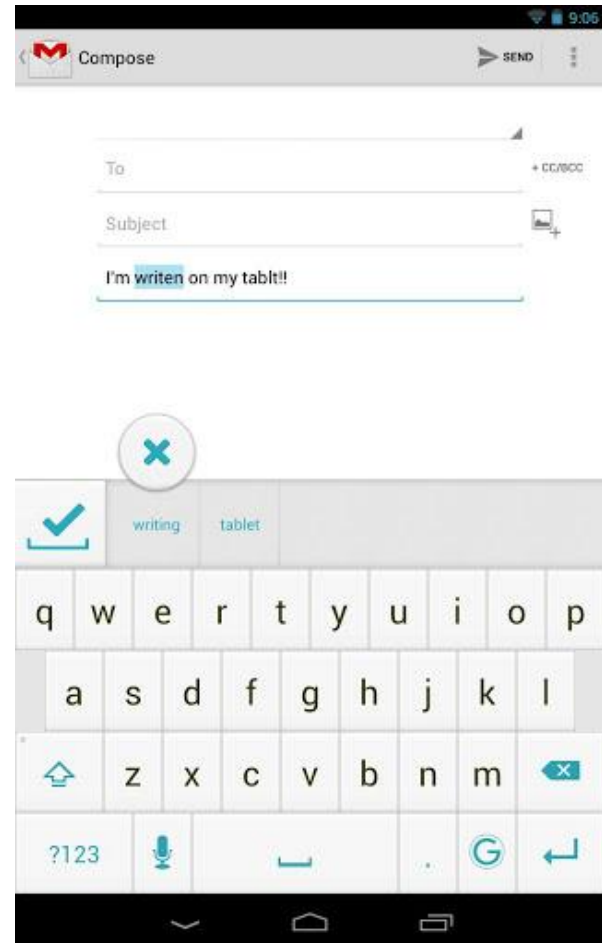 9:06
Compose SEND
To + CC/BCC
Subject
I'm writen on my tablt!!
writing tablet
q w e r t y u i o p
a s d f g h j k l
z x c v b n m
?123 . G